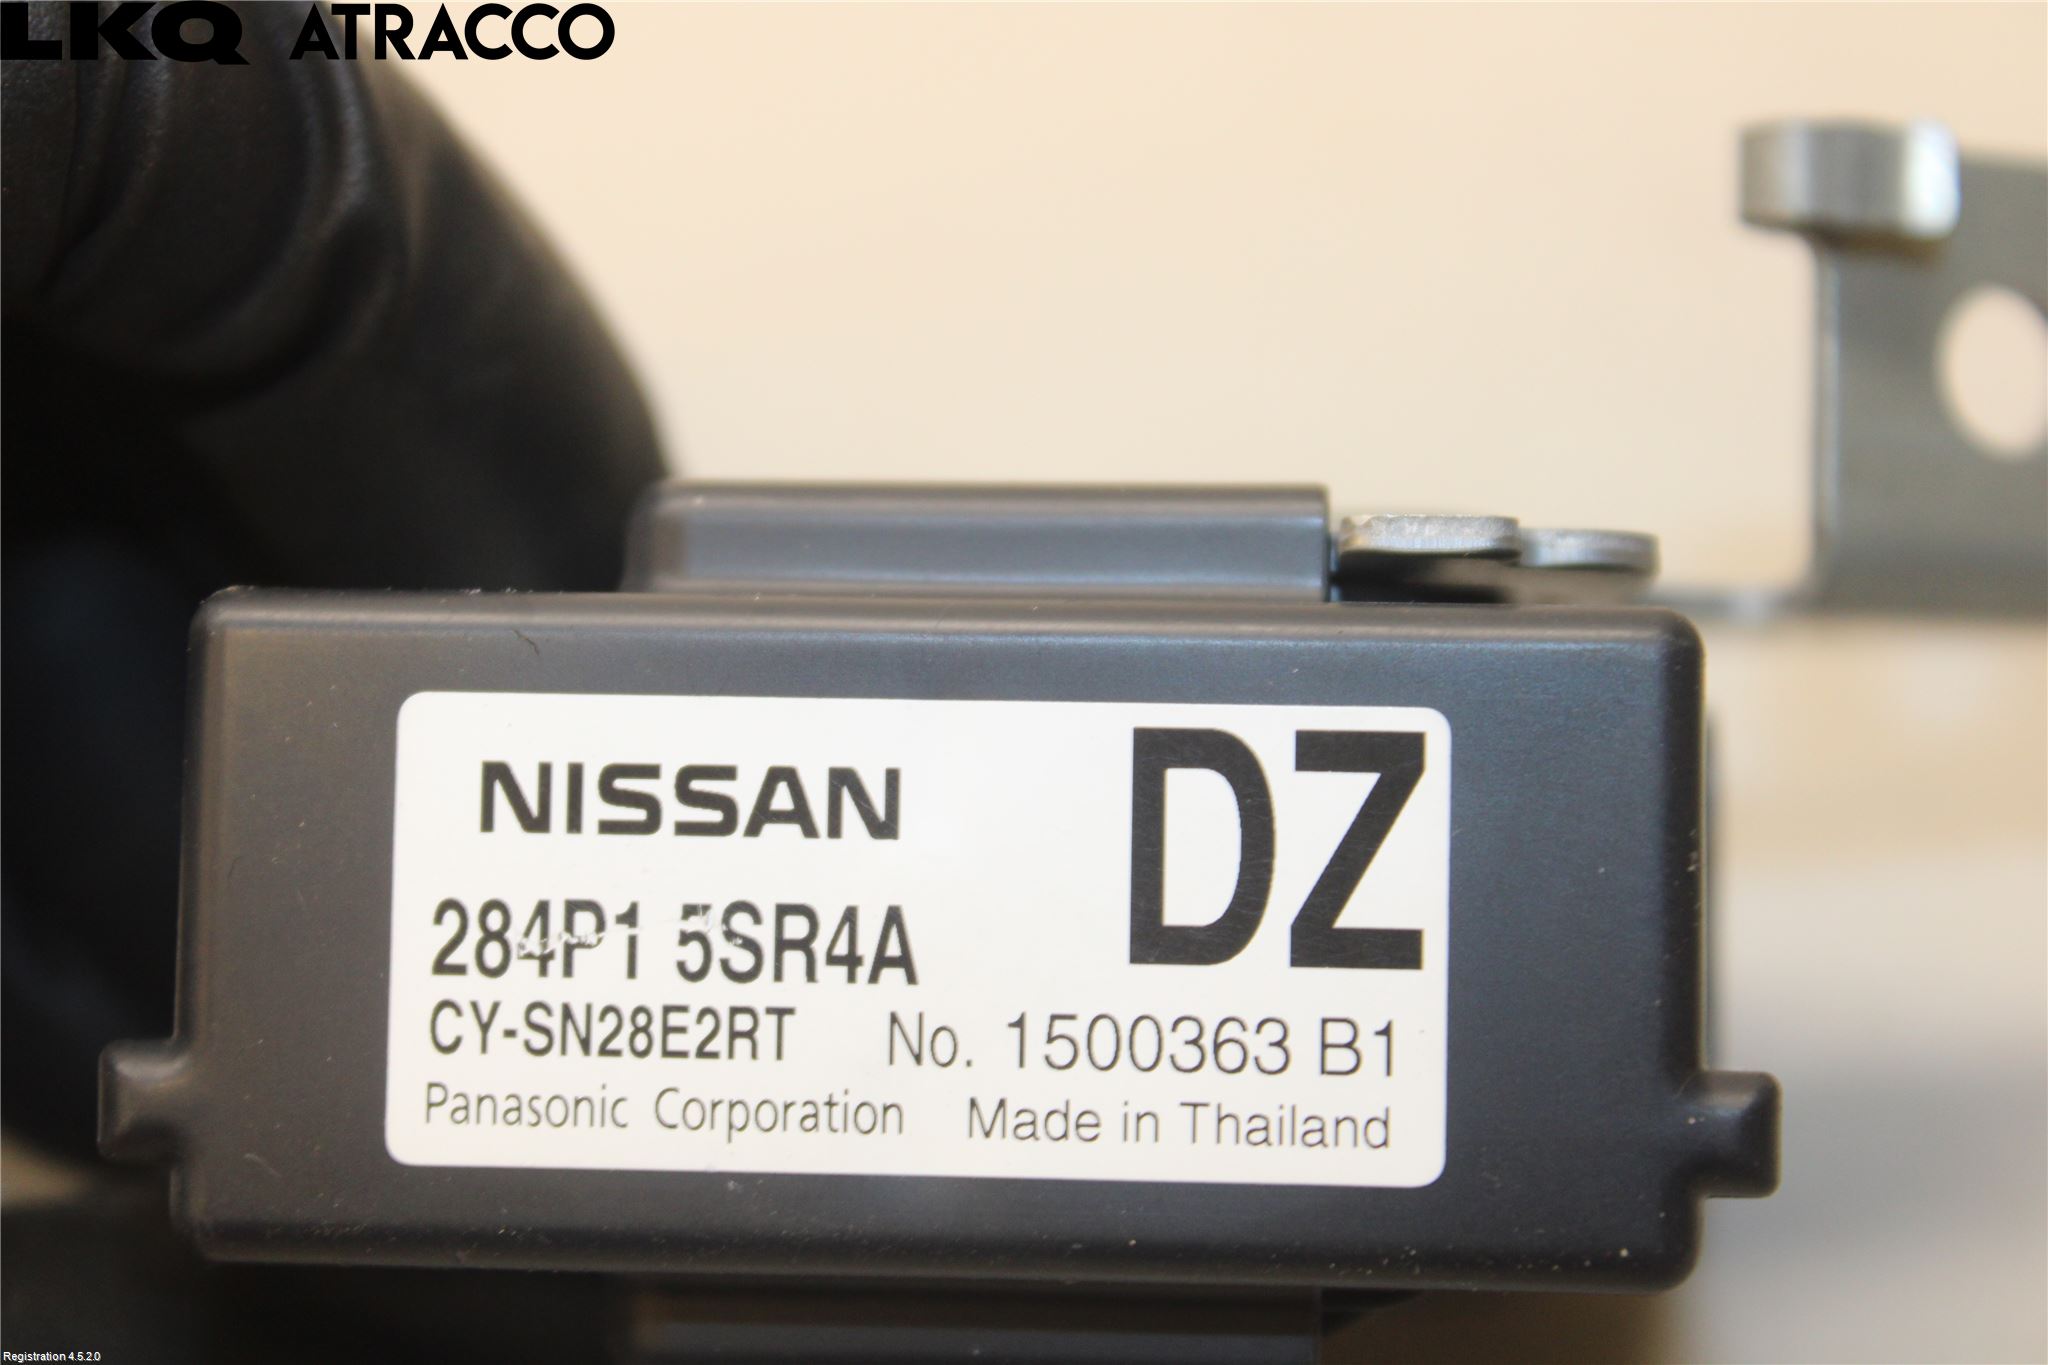 LKQ ATRACCO
NISSAN
DZ
284P1 5SR4A
CY-SN28E2RT No. 1500363 B1
Panasonic Corporation Made in Thailand
Registration 4.5.2.0